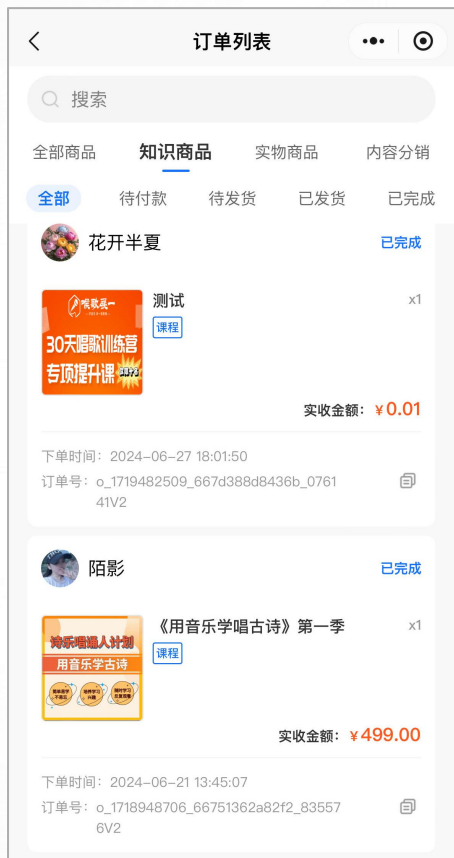 订单列表
搜索
全部商品 知识商品 实物商品 内容分销
全部 待付款 待发货 已发货 已完成
花开半夏 已完成
测试 x1
课程
30天唱歌训练营
专项提升课
实收金额：¥0.01
下单时间：2024-06-27 18:01:50
订单号：o_1719482509_667d388d8436b_0761
41V2
陌影 已完成
《用音乐学唱古诗》第一季 x1
课程
诗乐唱诵人计划
用音乐学古诗
实收金额：¥499.00
下单时间：2024-06-21 13:45:07
订单号：o_1718948706_66751362a82f2_83557
6V2